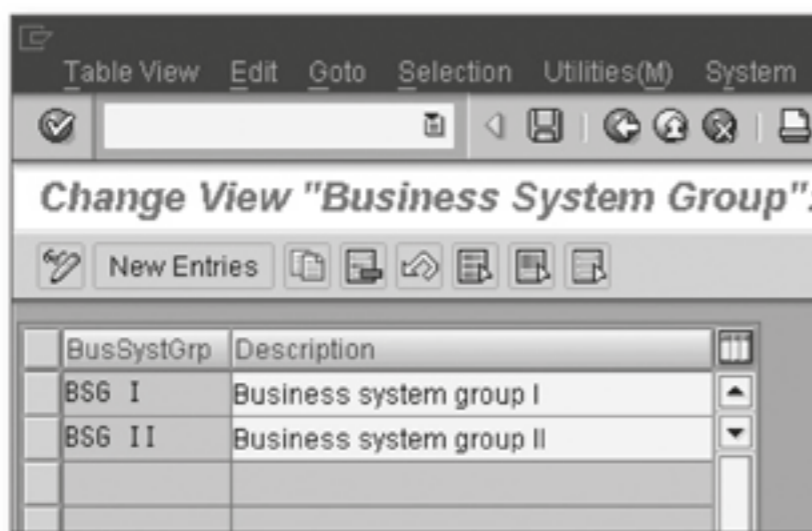 Table View Edit Goto Selection Utilities(M) System
Change View "Business System Group":
New Entries
BusSystGrp Description
BSG I Business system group I
BSG II Business system group II